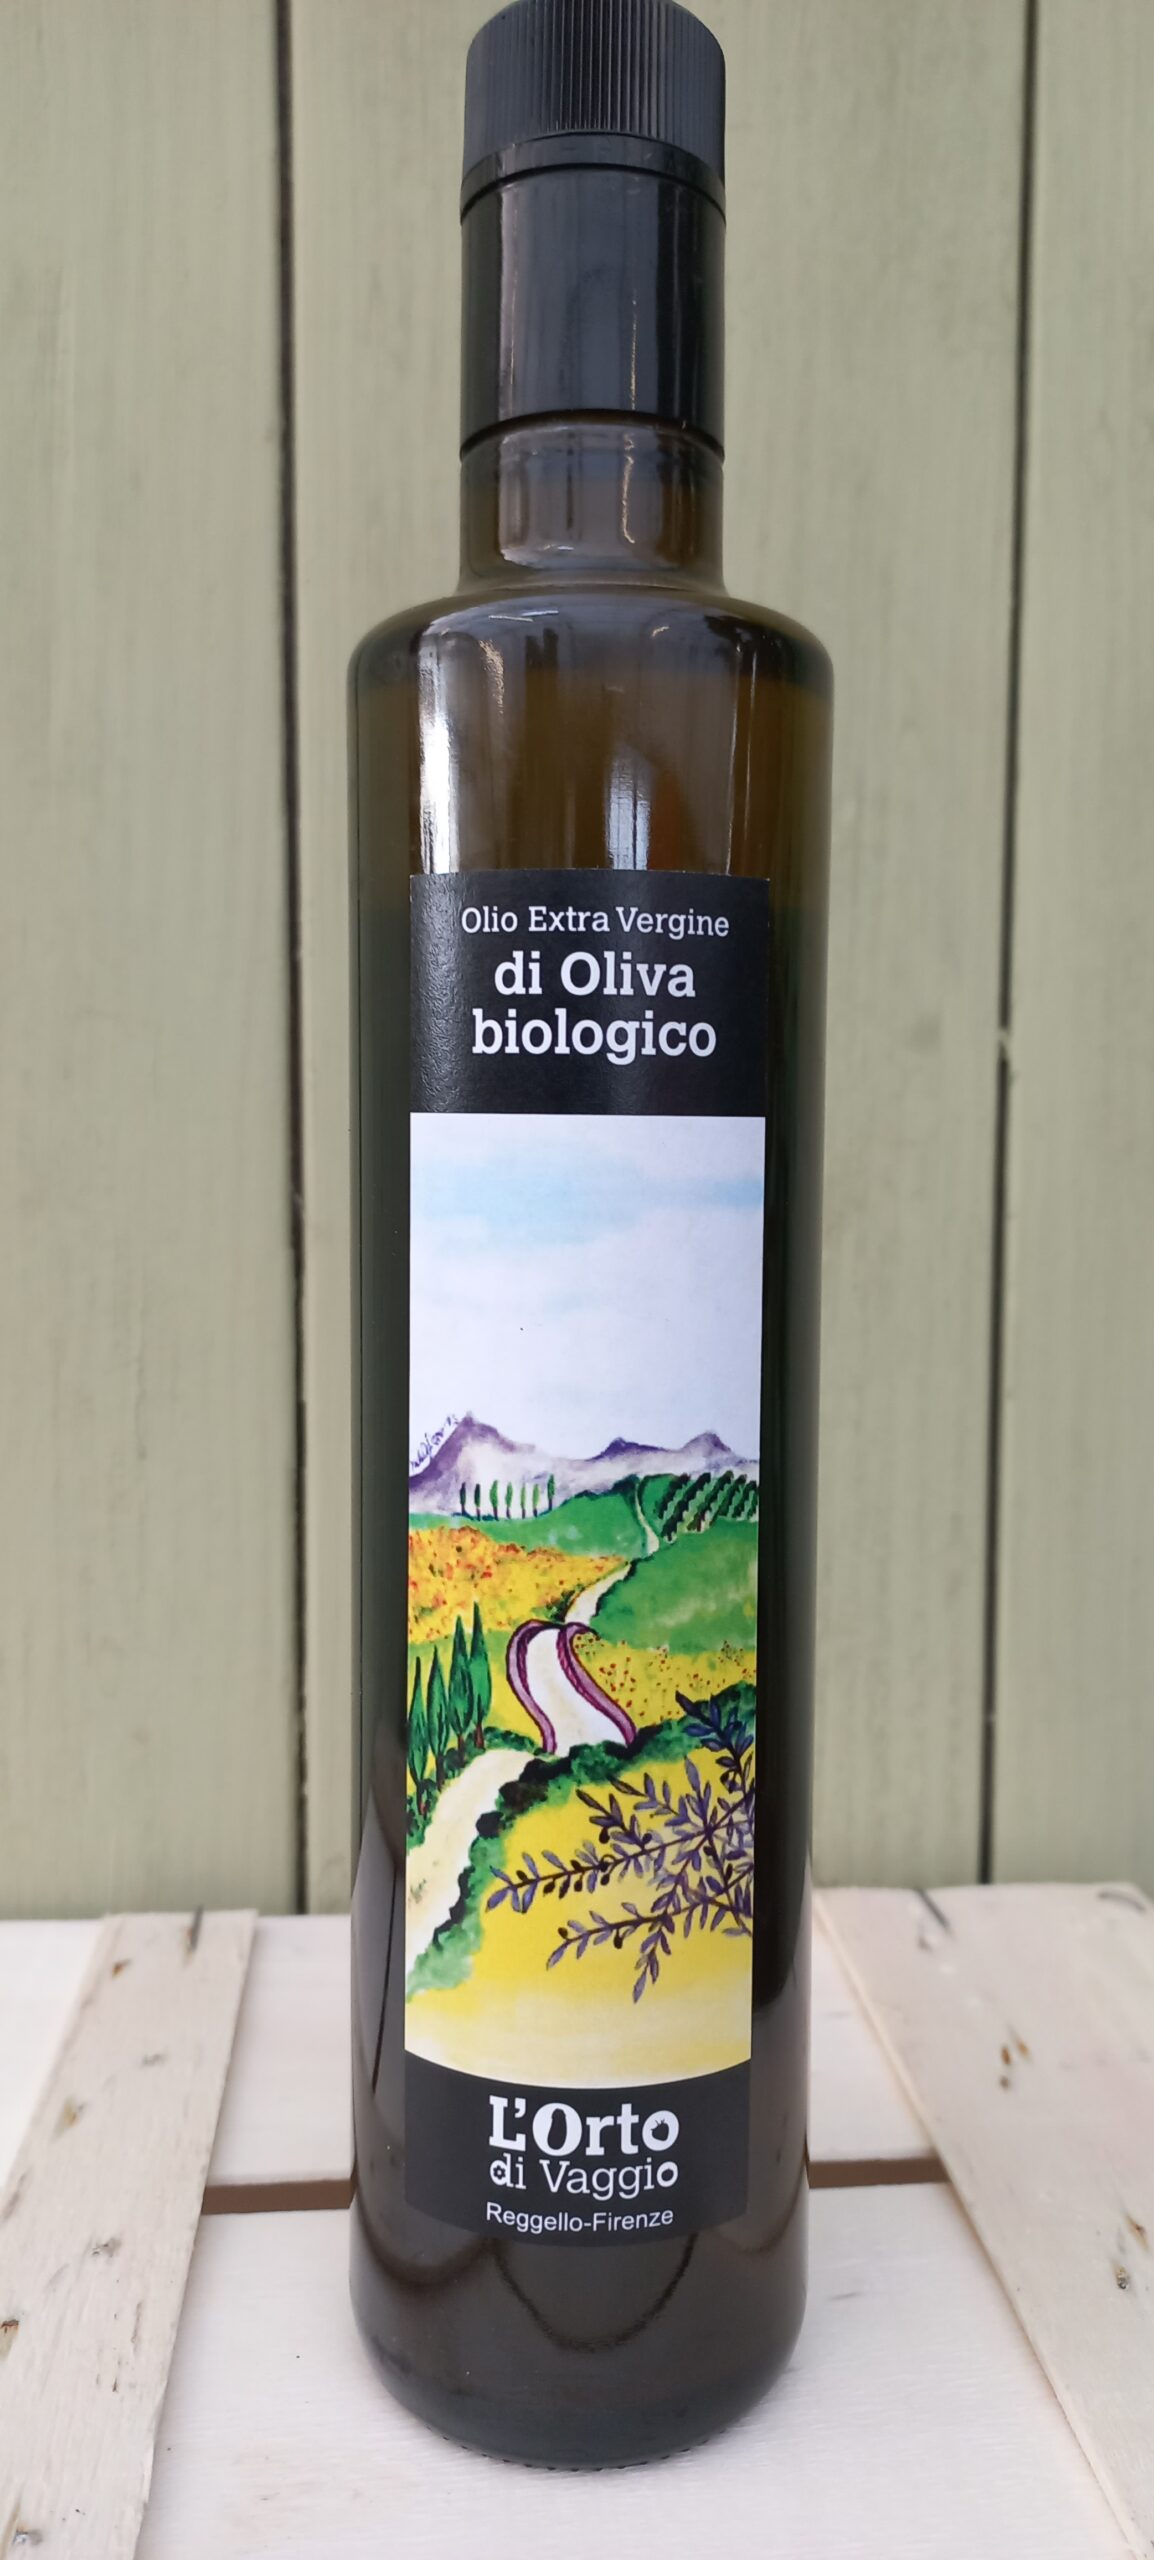 Olio Extra Vergine
di Oliva
biologico
L'Orto
di Vaggio
Reggello-Firenze